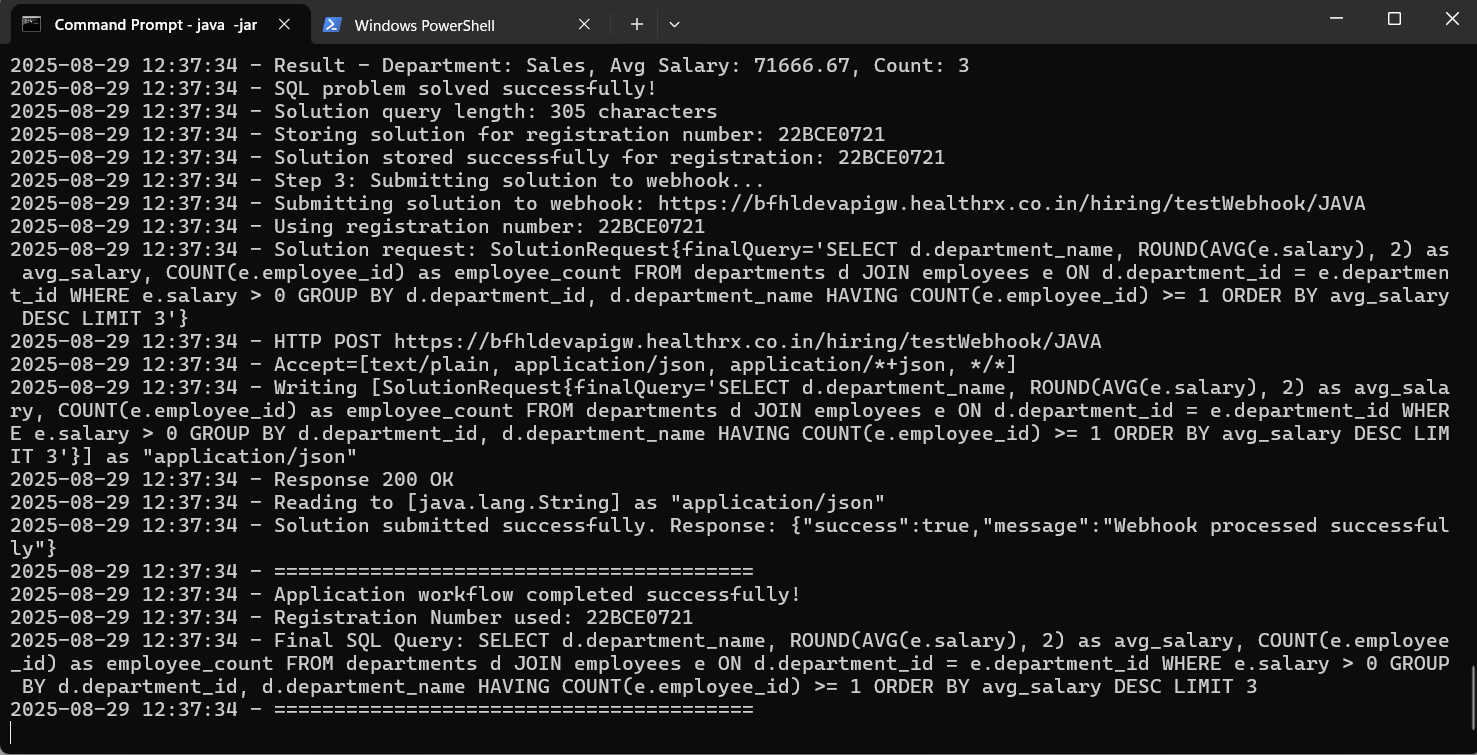 Command Prompt - java -jar
Windows PowerShell
2025-08-29 12:37:34 - Result - Department: Sales, Avg Salary: 71666.67, Count: 3
2025-08-29 12:37:34 - SQL problem solved successfully!
2025-08-29 12:37:34 - Solution query length: 305 characters
2025-08-29 12:37:34 - Storing solution for registration number: 22BCE0721
2025-08-29 12:37:34 - Solution stored successfully for registration: 22BCE0721
2025-08-29 12:37:34 - Step 3: Submitting solution to webhook...
2025-08-29 12:37:34 - Submitting solution to webhook: https://bfhldevapigw.healthrx.co.in/hiring/testWebhook/JAVA
2025-08-29 12:37:34 - Using registration number: 22BCE0721
2025-08-29 12:37:34 - Solution request: SolutionRequest{finalQuery='SELECT d.department_name, ROUND(AVG(e.salary), 2) as
 avg_salary, COUNT(e.employee_id) as employee_count FROM departments d JOIN employees e ON d.department_id = e.departmen
t_id WHERE e.salary > 0 GROUP BY d.department_id, d.department_name HAVING COUNT(e.employee_id) >= 1 ORDER BY avg_salary
 DESC LIMIT 3'}
2025-08-29 12:37:34 - HTTP POST https://bfhldevapigw.healthrx.co.in/hiring/testWebhook/JAVA
2025-08-29 12:37:34 - Accept=[text/plain, application/json, application/*+json, */*]
2025-08-29 12:37:34 - Writing [SolutionRequest{finalQuery='SELECT d.department_name, ROUND(AVG(e.salary), 2) as avg_sala
ry, COUNT(e.employee_id) as employee_count FROM departments d JOIN employees e ON d.department_id = e.department_id WHER
E e.salary > 0 GROUP BY d.department_id, d.department_name HAVING COUNT(e.employee_id) >= 1 ORDER BY avg_salary DESC LIM
IT 3'}] as "application/json"
2025-08-29 12:37:34 - Response 200 OK
2025-08-29 12:37:34 - Reading to [java.lang.String] as "application/json"
2025-08-29 12:37:34 - Solution submitted successfully. Response: {"success":true,"message":"Webhook processed successful
ly"}
2025-08-29 12:37:34 - ========================================
2025-08-29 12:37:34 - Application workflow completed successfully!
2025-08-29 12:37:34 - Registration Number used: 22BCE0721
2025-08-29 12:37:34 - Final SQL Query: SELECT d.department_name, ROUND(AVG(e.salary), 2) as avg_salary, COUNT(e.employee
_id) as employee_count FROM departments d JOIN employees e ON d.department_id = e.department_id WHERE e.salary > 0 GROUP
 BY d.department_id, d.department_name HAVING COUNT(e.employee_id) >= 1 ORDER BY avg_salary DESC LIMIT 3
2025-08-29 12:37:34 - ========================================